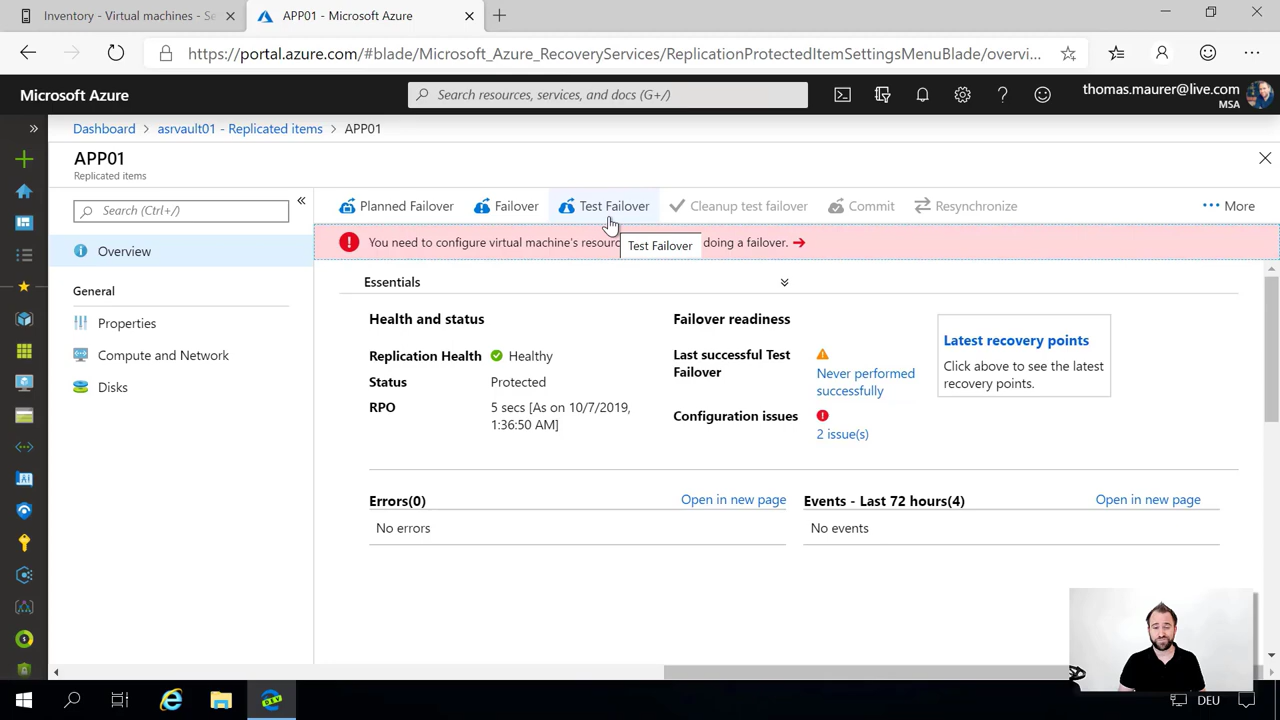 Inventory - Virtual machines - Se
APP01 - Microsoft Azure
https://portal.azure.com/#blade/Microsoft_Azure_RecoveryServices/ReplicationProtectedItemSettingsMenuBlade/overvi...
Microsoft Azure
Search resources, services, and docs (G+/)
thomas.maurer@live.com
MSA
Dashboard > asrvault01 - Replicated items > APP01
APP01
Replicated items
Search (Ctrl+/)
Overview
General
Properties
Compute and Network
Disks
Planned Failover
Failover
Test Failover
Cleanup test failover
Commit
Resynchronize
More
You need to configure virtual machine's resour doing a failover.
Test Failover
Essentials
Health and status
Replication Health Healthy
Status Protected
RPO 5 secs [As on 10/7/2019,
1:36:50 AM]
Failover readiness
Last successful Test
Failover
Never performed
successfully
Configuration issues
2 issue(s)
Latest recovery points
Click above to see the latest
recovery points.
Errors(0) Open in new page
No errors
Events - Last 72 hours(4) Open in new page
No events
DEV
DEU